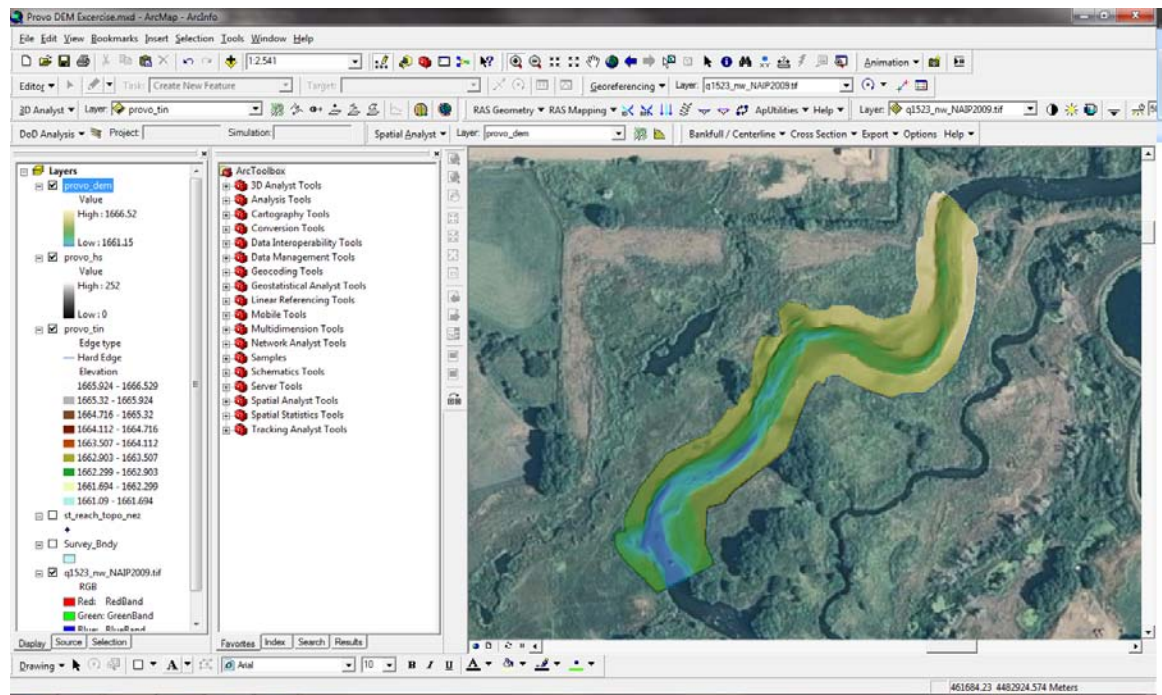 Provo DEM Excercise.mxd - ArcMap - ArcInfo
File Edit View Bookmarks Insert Selection Tools Window Help
1:2,541 Animation
Editor Task: Create New Feature Target: Georeferencing Layer: q1523_nw_NAIP2009.tif
3D Analyst Layer: provo_tin RAS Geometry RAS Mapping ApUtilities Help Layer: q1523_nw_NAIP2009.tif
DoD Analysis Project: Simulation: Spatial Analyst Layer: provo_dem Bankfull / Centerline Cross Section Export Options Help
Layers
provo_dem
Value
High : 1666.52
Low : 1661.15
provo_hs
Value
High : 252
Low : 0
provo_tin
Edge type
Hard Edge
Elevation
1665.924 - 1666.529
1665.32 - 1665.924
1664.716 - 1665.32
1664.112 - 1664.716
1663.507 - 1664.112
1662.903 - 1663.507
1662.299 - 1662.903
1661.694 - 1662.299
1661.09 - 1661.694
st_reach_topo_nez
Survey_Bndy
q1523_nw_NAIP2009.tif
RGB
Red: RedBand
Green: GreenBand
Blue: BlueBand
Display Source Selection
ArcToolbox
3D Analyst Tools
Analysis Tools
Cartography Tools
Conversion Tools
Data Interoperability Tools
Data Management Tools
Geocoding Tools
Geostatistical Analyst Tools
Linear Referencing Tools
Mobile Tools
Multidimension Tools
Network Analyst Tools
Samples
Schematics Tools
Server Tools
Spatial Analyst Tools
Spatial Statistics Tools
Tracking Analyst Tools
Favorites Index Search Results
Drawing A Arial 10 B I U A
461684.23 4482924.574 Meters